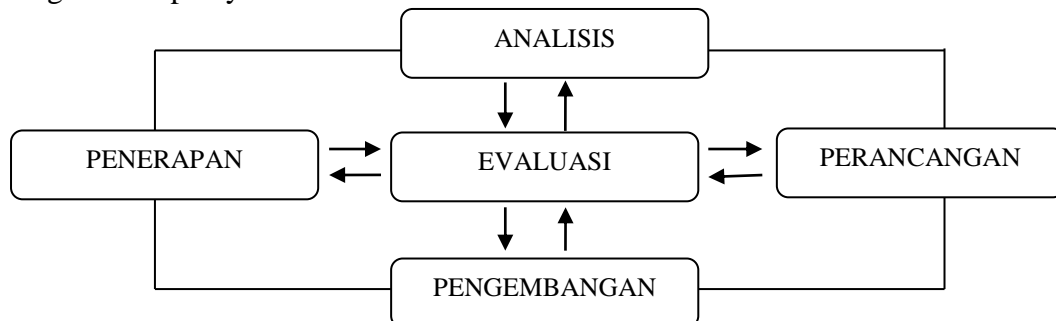 ANALISIS
PENERAPAN
EVALUASI
PERANCANGAN
PENGEMBANGAN